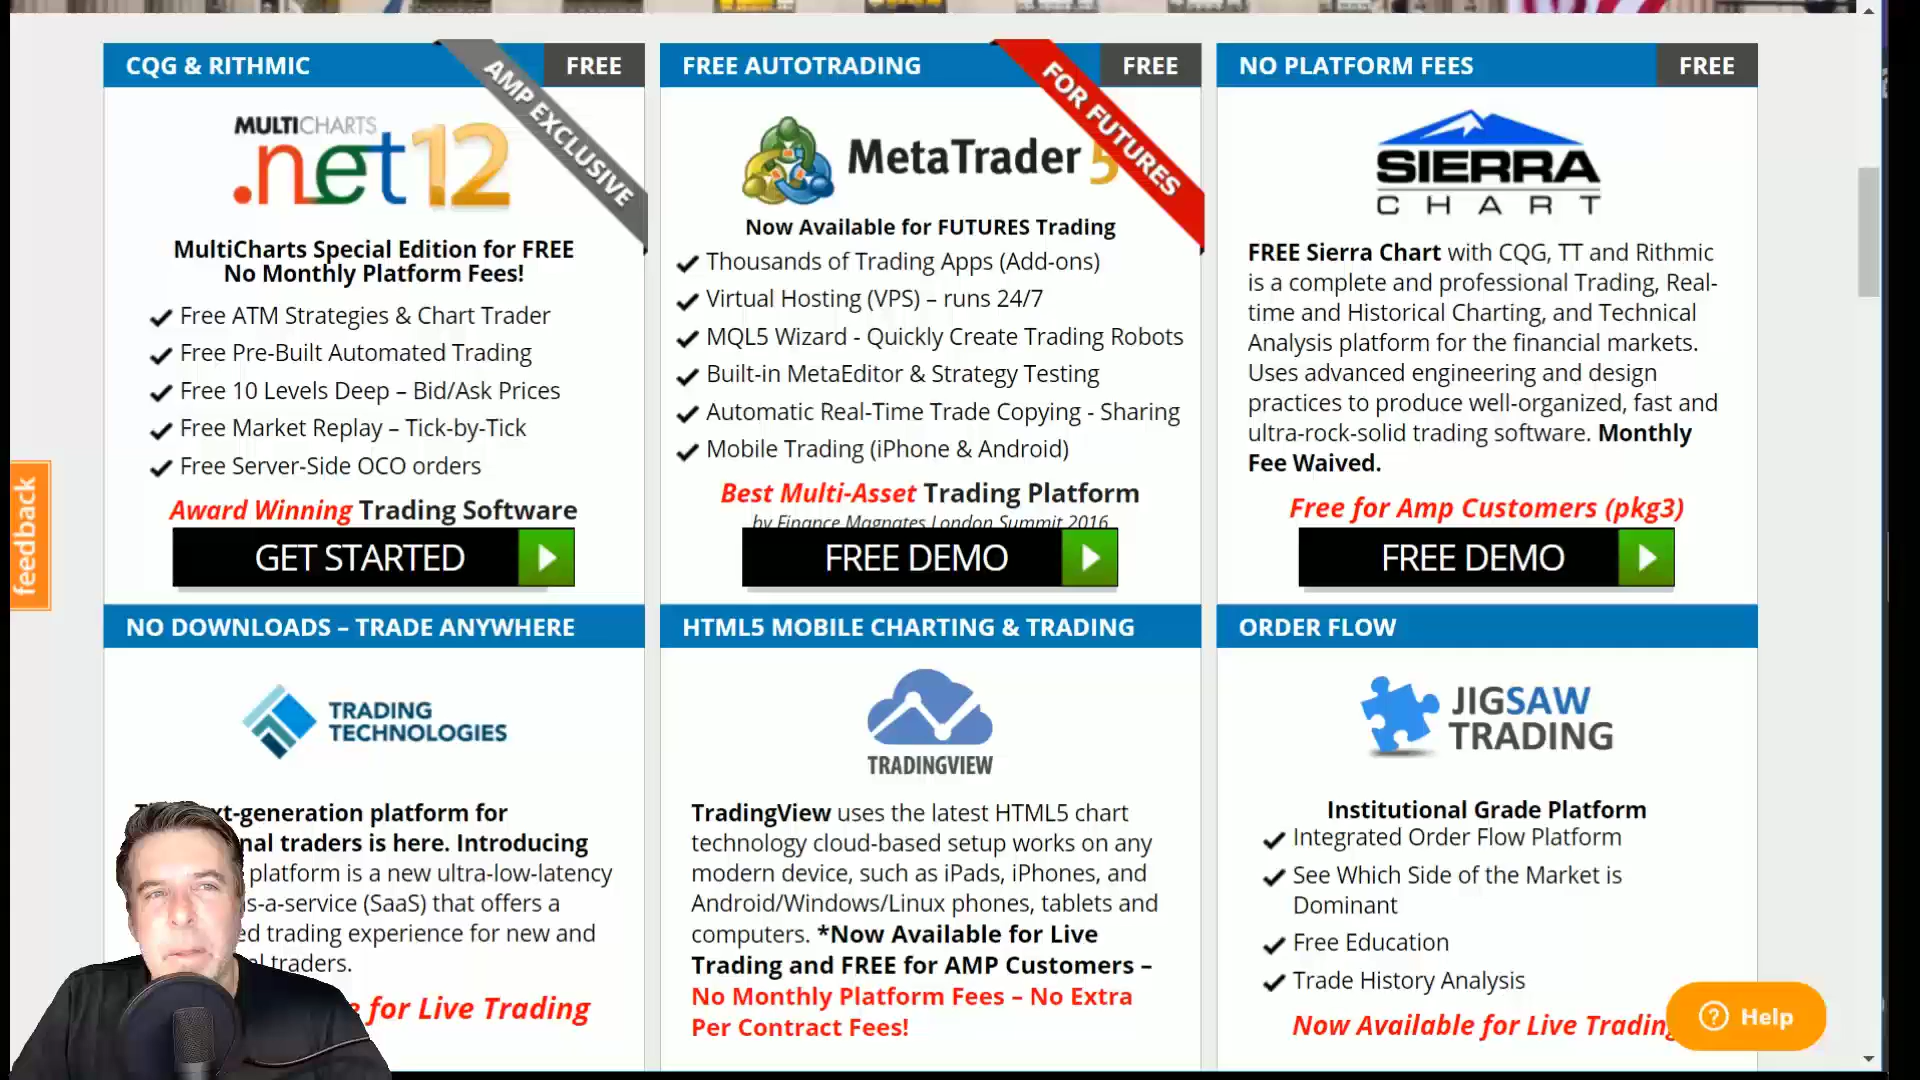 CQG & RITHMIC
FREE
AMP EXCLUSIVE
MULTICHARTS
.net12
MultiCharts Special Edition for FREE
No Monthly Platform Fees!
Free ATM Strategies & Chart Trader
Free Pre-Built Automated Trading
Free 10 Levels Deep – Bid/Ask Prices
Free Market Replay – Tick-by-Tick
Free Server-Side OCO orders
Award Winning Trading Software
GET STARTED
FREE AUTOTRADING
FREE
FOR FUTURES
MetaTrader 5
Now Available for FUTURES Trading
Thousands of Trading Apps (Add-ons)
Virtual Hosting (VPS) – runs 24/7
MQL5 Wizard - Quickly Create Trading Robots
Built-in MetaEditor & Strategy Testing
Automatic Real-Time Trade Copying - Sharing
Mobile Trading (iPhone & Android)
Best Multi-Asset Trading Platform
by Finance Magnates London Summit 2016
FREE DEMO
NO PLATFORM FEES
FREE
SIERRA
CHART
FREE Sierra Chart with CQG, TT and Rithmic
is a complete and professional Trading, Real-
time and Historical Charting, and Technical
Analysis platform for the financial markets.
Uses advanced engineering and design
practices to produce well-organized, fast and
ultra-rock-solid trading software. Monthly
Fee Waived.
Free for Amp Customers (pkg3)
FREE DEMO
feedback
NO DOWNLOADS – TRADE ANYWHERE
TRADING
TECHNOLOGIES
t-generation platform for
nal traders is here. Introducing
platform is a new ultra-low-latency
s-a-service (SaaS) that offers a
ed trading experience for new and
al traders.
for Live Trading
HTML5 MOBILE CHARTING & TRADING
TRADINGVIEW
TradingView uses the latest HTML5 chart
technology cloud-based setup works on any
modern device, such as iPads, iPhones, and
Android/Windows/Linux phones, tablets and
computers. *Now Available for Live
Trading and FREE for AMP Customers –
No Monthly Platform Fees – No Extra
Per Contract Fees!
ORDER FLOW
JIGSAW
TRADING
Institutional Grade Platform
Integrated Order Flow Platform
See Which Side of the Market is
Dominant
Free Education
Trade History Analysis
Now Available for Live Trading
Help